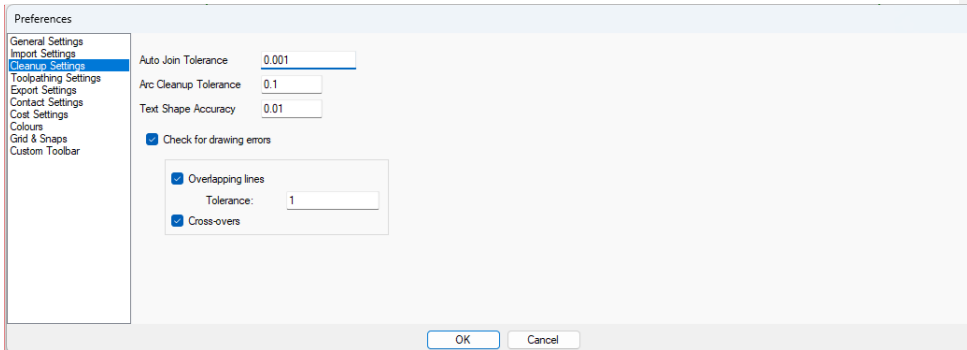 Preferences
General Settings
Import Settings
Cleanup Settings
Toolpathing Settings
Export Settings
Contact Settings
Cost Settings
Colours
Grid & Snaps
Custom Toolbar
Auto Join Tolerance 0.001
Arc Cleanup Tolerance 0.1
Text Shape Accuracy 0.01
Check for drawing errors
Overlapping lines
Tolerance: 1
Cross-overs
OK Cancel